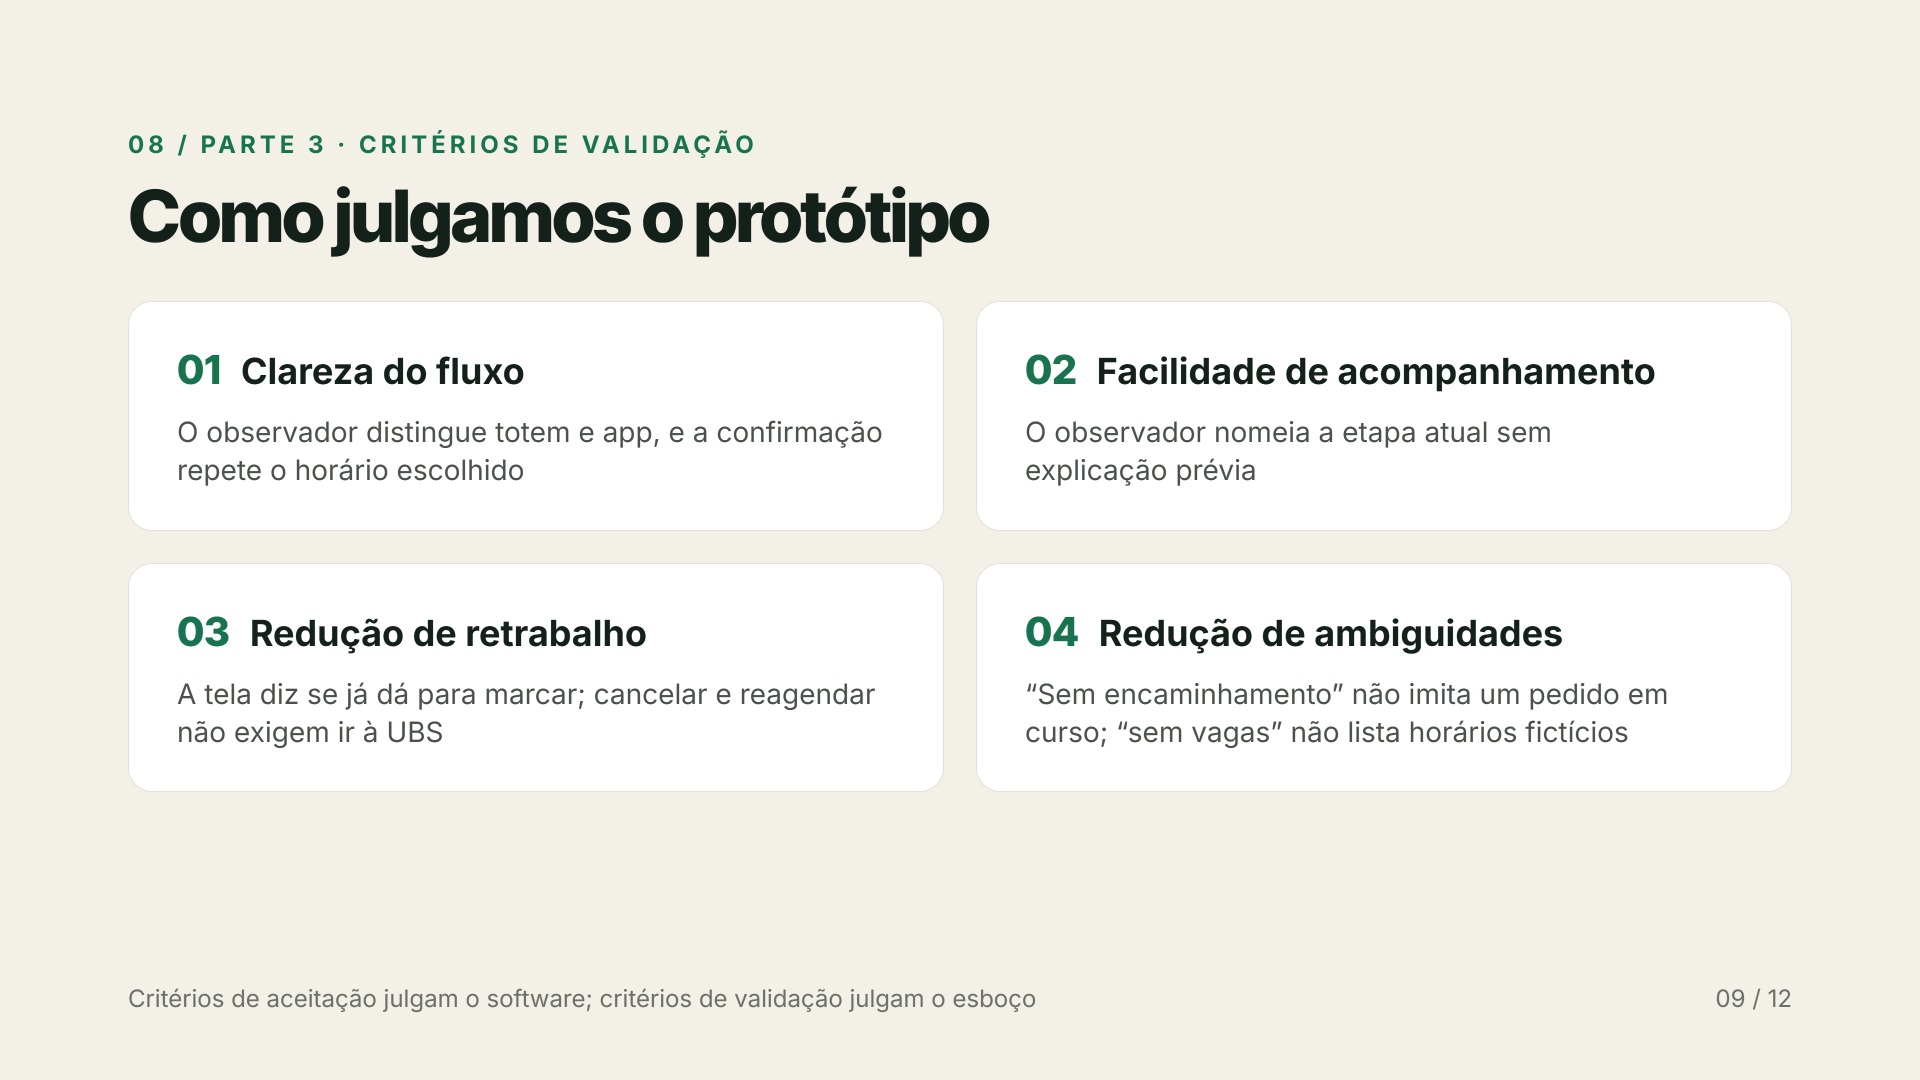 08 / PARTE 3 · CRITÉRIOS DE VALIDAÇÃO
Como julgamos o protótipo
01 Clareza do fluxo
O observador distingue totem e app, e a confirmação
repete o horário escolhido
02 Facilidade de acompanhamento
O observador nomeia a etapa atual sem
explicação prévia
03 Redução de retrabalho
A tela diz se já dá para marcar; cancelar e reagendar
não exigem ir à UBS
04 Redução de ambiguidades
“Sem encaminhamento” não imita um pedido em
curso; “sem vagas” não lista horários fictícios
Critérios de aceitação julgam o software; critérios de validação julgam o esboço
09 / 12